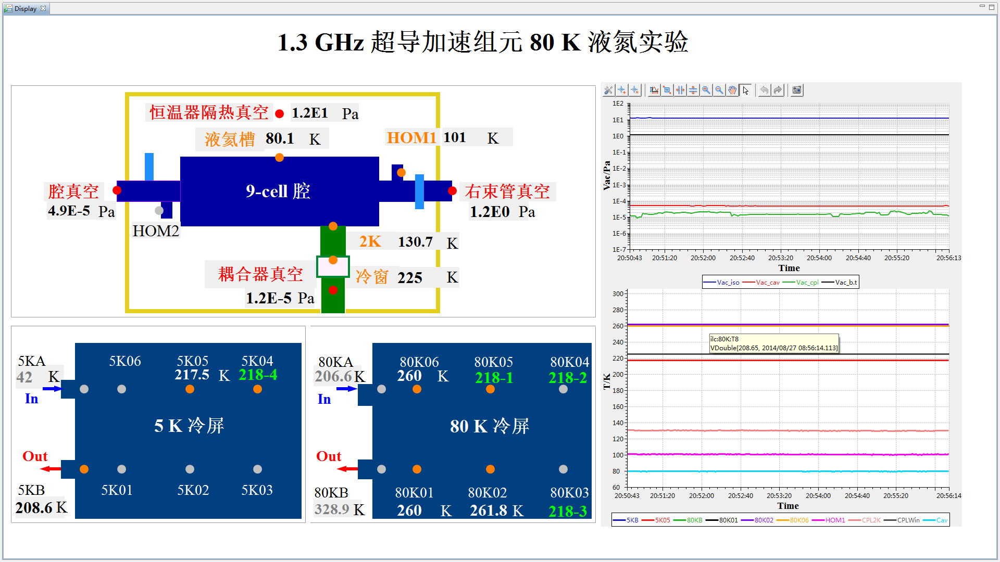 Display
1.3 GHz 超导加速组元 80 K 液氮实验
恒温器隔热真空 1.2E1 Pa
液氦槽 80.1 K
HOM1 101 K
腔真空
4.9E-5 Pa
9-cell 腔
右束管真空
1.2E0 Pa
HOM2
2K 130.7 K
耦合器真空
冷窗 225 K
1.2E-5 Pa
5KA
42 K
In
5K06 5K05 5K04
217.5 K 218-4
5 K 冷屏
Out
5KB
208.6 K
5K01 5K02 5K03
80KA
206.6 K
In
80K06 80K05 80K04
260 K 218-1 218-2
80 K 冷屏
Out
80KB
328.9 K
80K01 80K02 80K03
260 K 261.8 K 218-3
Vac/Pa
1E2
1E1
1E0
1E-1
1E-2
1E-3
1E-4
1E-5
1E-6
1E-7
20:50:43 20:51:20 20:52:00 20:52:40 20:53:20 20:54:00 20:54:40 20:55:20 20:56:13
Time
Vac_iso Vac_cav Vac_cpl Vac_b.t
T/K
300
280
260
240
220
200
180
160
140
120
100
80
60
ilc:80K:T8
VDouble[208.65, 2014/08/27 08:56:14.113]
20:50:43 20:51:20 20:52:00 20:52:40 20:53:20 20:54:00 20:54:40 20:55:20 20:56:14
Time
5KB 5K05 80KB 80K01 80K02 80K06 HOM1 CPL2K CPLWin Cav